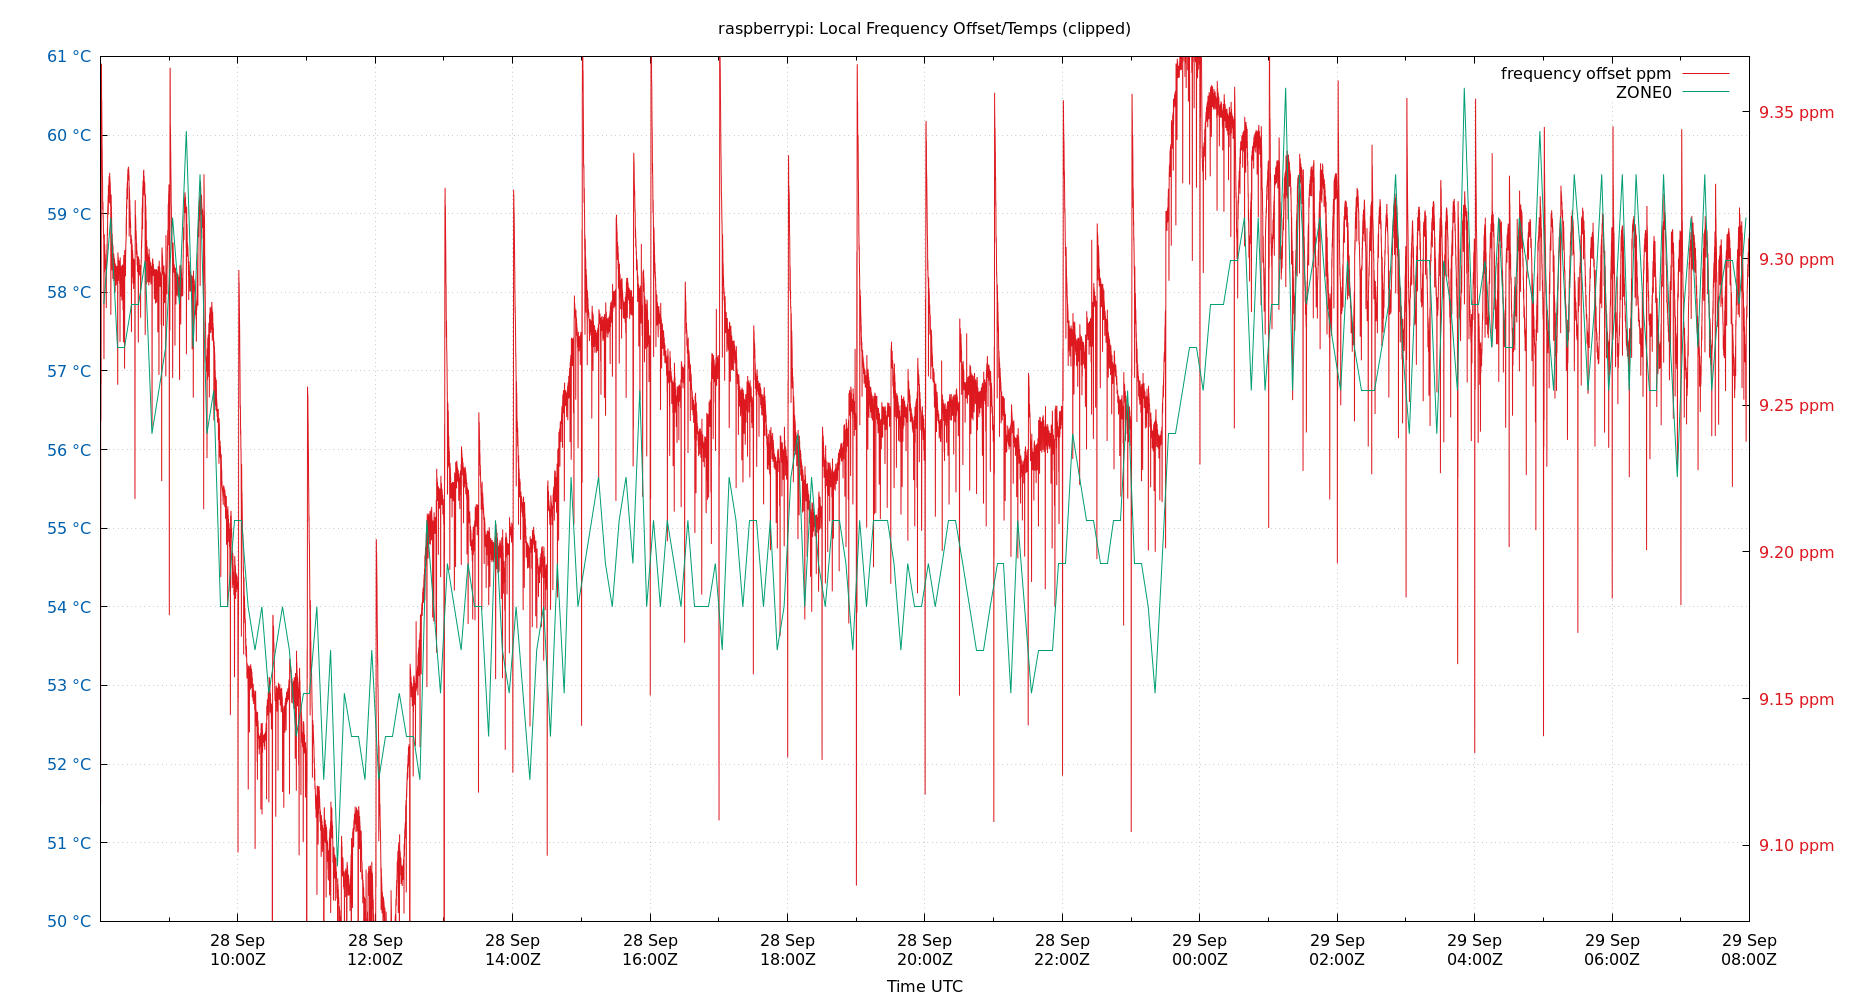 raspberrypi: Local Frequency Offset/Temps (clipped)
61 °C
60 °C
59 °C
58 °C
57 °C
56 °C
55 °C
54 °C
53 °C
52 °C
51 °C
50 °C
frequency offset ppm
ZONE0
9.35 ppm
9.30 ppm
9.25 ppm
9.20 ppm
9.15 ppm
9.10 ppm
28 Sep
10:00Z
28 Sep
12:00Z
28 Sep
14:00Z
28 Sep
16:00Z
28 Sep
18:00Z
28 Sep
20:00Z
28 Sep
22:00Z
29 Sep
00:00Z
29 Sep
02:00Z
29 Sep
04:00Z
29 Sep
06:00Z
29 Sep
08:00Z
Time UTC